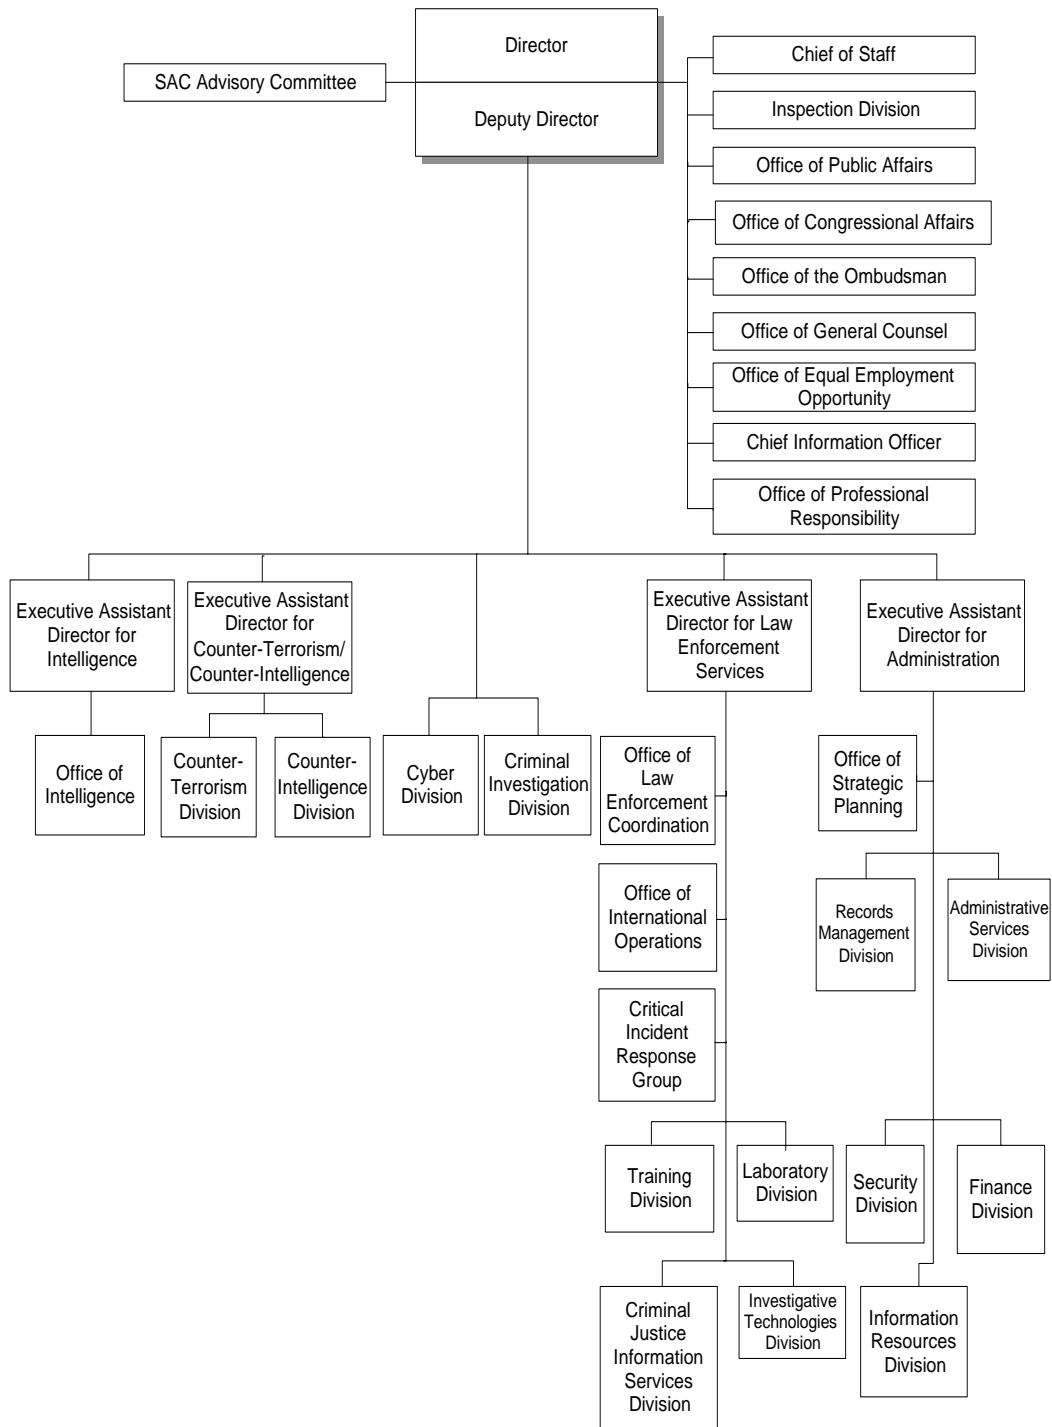 Director
Deputy Director
SAC Advisory Committee
Chief of Staff
Inspection Division
Office of Public Affairs
Office of Congressional Affairs
Office of the Ombudsman
Office of General Counsel
Office of Equal Employment
Opportunity
Chief Information Officer
Office of Professional
Responsibility
Executive Assistant
Director for
Intelligence
Executive Assistant
Director for
Counter-Terrorism/
Counter-Intelligence
Executive Assistant
Director for Law
Enforcement
Services
Executive Assistant
Director for
Administration
Office of
Intelligence
Counter-
Terrorism
Division
Counter-
Intelligence
Division
Cyber
Division
Criminal
Investigation
Division
Office of
Law
Enforcement
Coordination
Office of
Strategic
Planning
Office of
International
Operations
Records
Management
Division
Administrative
Services
Division
Critical
Incident
Response
Group
Training
Division
Laboratory
Division
Security
Division
Finance
Division
Criminal
Justice
Information
Services
Division
Investigative
Technologies
Division
Information
Resources
Division